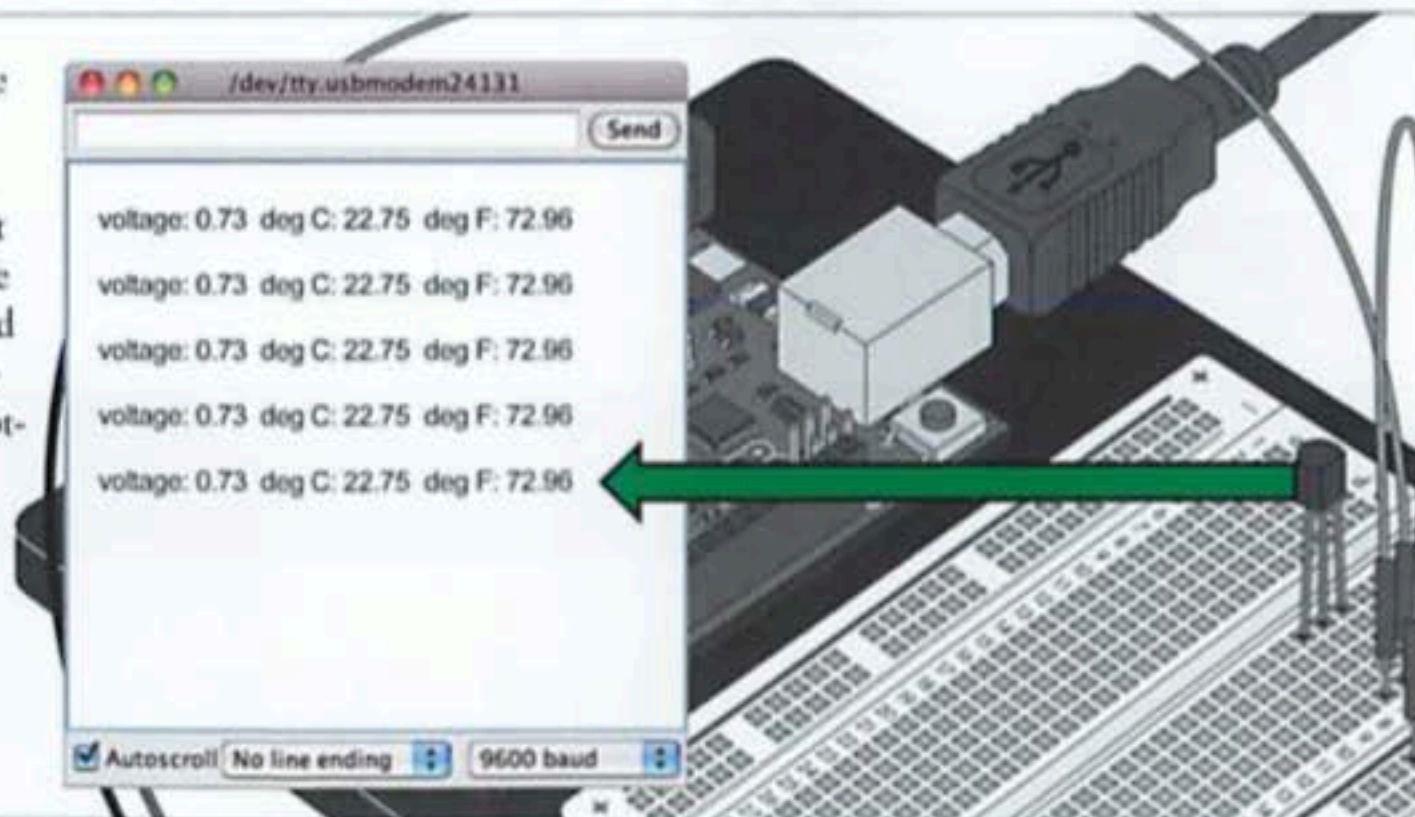 /dev/tty.usbmodem24131
Send
voltage: 0.73 deg C: 22.75 deg F: 72.96
voltage: 0.73 deg C: 22.75 deg F: 72.96
voltage: 0.73 deg C: 22.75 deg F: 72.96
voltage: 0.73 deg C: 22.75 deg F: 72.96
voltage: 0.73 deg C: 22.75 deg F: 72.96
Autoscroll No line ending 9600 baud